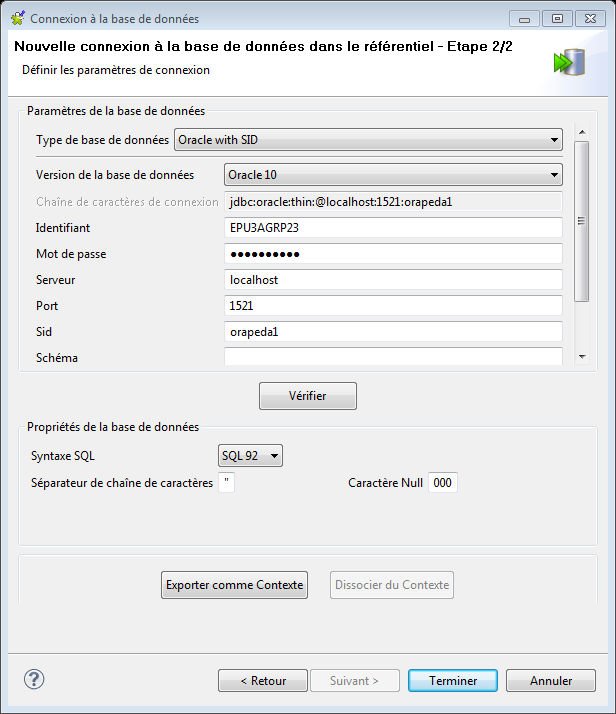 Connexion à la base de données
Nouvelle connexion à la base de données dans le référentiel - Etape 2/2
Définir les paramètres de connexion
Paramètres de la base de données
Type de base de données Oracle with SID
Version de la base de données Oracle 10
Chaîne de caractères de connexion jdbc:oracle:thin:@localhost:1521:orapeda1
Identifiant EPU3AGRP23
Mot de passe ●●●●●●●●●●
Serveur localhost
Port 1521
Sid orapeda1
Schéma
Vérifier
Propriétés de la base de données
Syntaxe SQL SQL 92
Séparateur de chaîne de caractères " Caractère Null 000
Exporter comme Contexte Dissocier du Contexte
? < Retour Suivant > Terminer Annuler